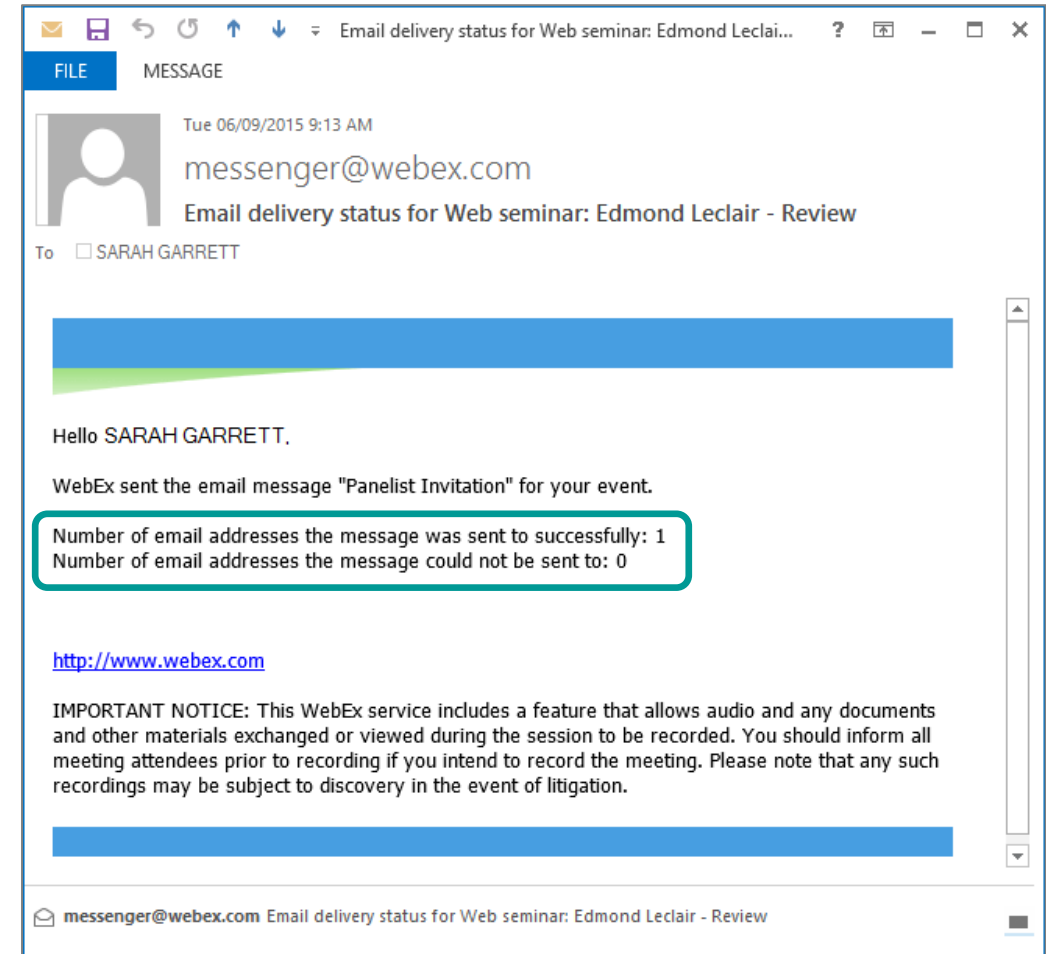 Email delivery status for Web seminar: Edmond Leclai... ?
FILE MESSAGE
Tue 06/09/2015 9:13 AM
messenger@webex.com
Email delivery status for Web seminar: Edmond Leclair - Review
To SARAH GARRETT
Hello SARAH GARRETT,
WebEx sent the email message "Panelist Invitation" for your event.
Number of email addresses the message was sent to successfully: 1
Number of email addresses the message could not be sent to: 0
http://www.webex.com
IMPORTANT NOTICE: This WebEx service includes a feature that allows audio and any documents
and other materials exchanged or viewed during the session to be recorded. You should inform all
meeting attendees prior to recording if you intend to record the meeting. Please note that any such
recordings may be subject to discovery in the event of litigation.
messenger@webex.com Email delivery status for Web seminar: Edmond Leclair - Review